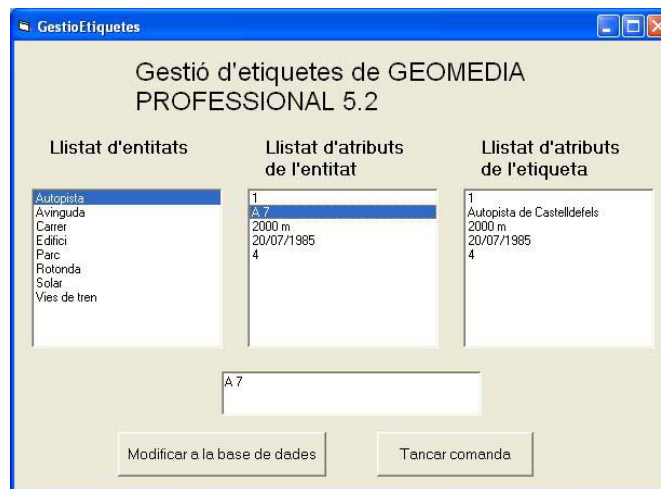 GestioEtiquetes
Gestió d'etiquetes de GEOMEDIA
PROFESSIONAL 5.2
Llistat d'entitats
Llistat d'atributs
de l'entitat
Llistat d'atributs
de l'etiqueta
Autopista
Avinguda
Carrer
Edifici
Parc
Rotonda
Solar
Vies de tren
1
A 7
2000 m
20/07/1985
4
1
Autopista de Castelldefels
2000 m
20/07/1985
4
A 7
Modificar a la base de dades
Tancar comanda